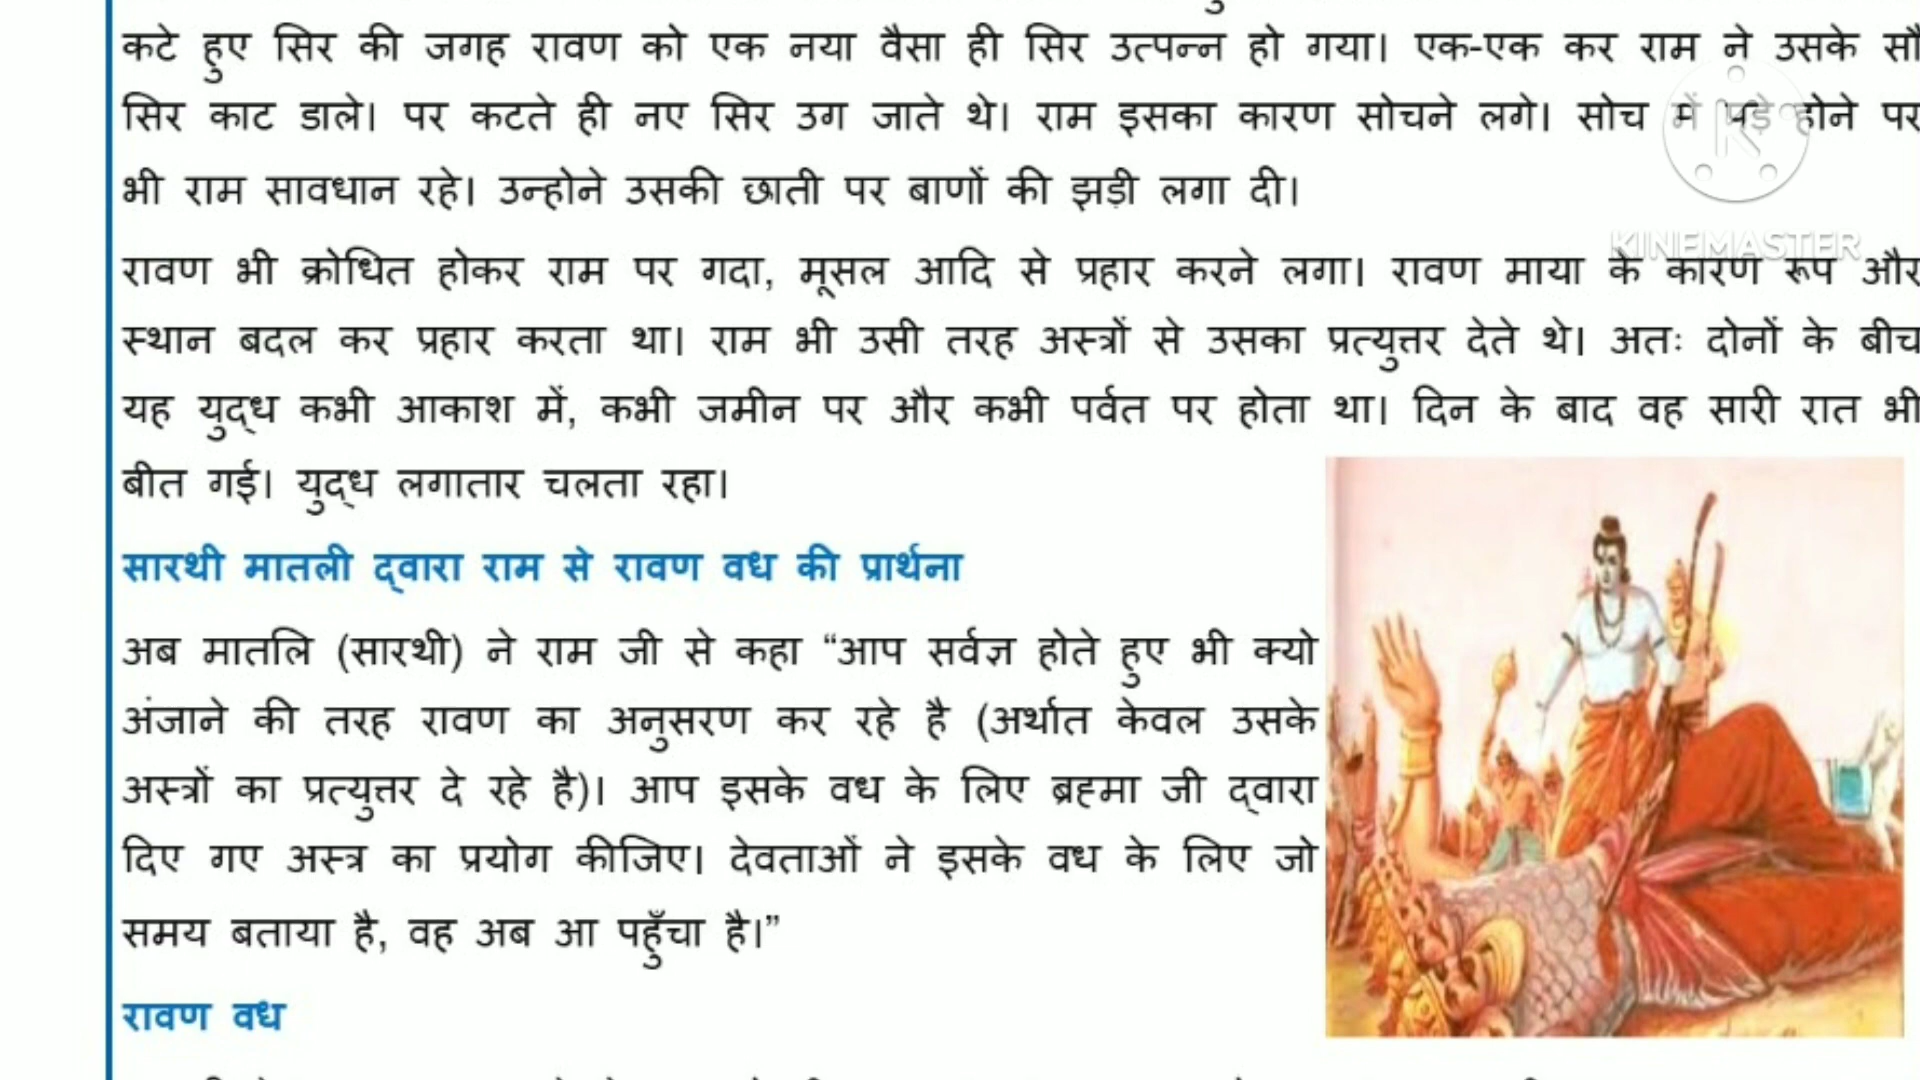 कटे हुए सिर की जगह रावण को एक नया वैसा ही सिर उत्पन्न हो गया। एक-एक कर राम ने उसके सौ
सिर काट डाले। पर कटते ही नए सिर उग जाते थे। राम इसका कारण सोचने लगे। सोच में पड़े होने पर
भी राम सावधान रहे। उन्होने उसकी छाती पर बाणों की झड़ी लगा दी।
KINEMASTER
रावण भी क्रोधित होकर राम पर गदा, मूसल आदि से प्रहार करने लगा। रावण माया के कारण रूप और
स्थान बदल कर प्रहार करता था। राम भी उसी तरह अस्त्रों से उसका प्रत्युत्तर देते थे। अतः दोनों के बीच
यह युद्ध कभी आकाश में, कभी जमीन पर और कभी पर्वत पर होता था। दिन के बाद वह सारी रात भी
बीत गई। युद्ध लगातार चलता रहा।
सारथी मातली द्वारा राम से रावण वध की प्रार्थना
अब मातलि (सारथी) ने राम जी से कहा “आप सर्वज्ञ होते हुए भी क्यो
अंजाने की तरह रावण का अनुसरण कर रहे है (अर्थात केवल उसके
अस्त्रों का प्रत्युत्तर दे रहे है)। आप इसके वध के लिए ब्रह्मा जी द्वारा
दिए गए अस्त्र का प्रयोग कीजिए। देवताओं ने इसके वध के लिए जो
समय बताया है, वह अब आ पहुँचा है।”
रावण वध